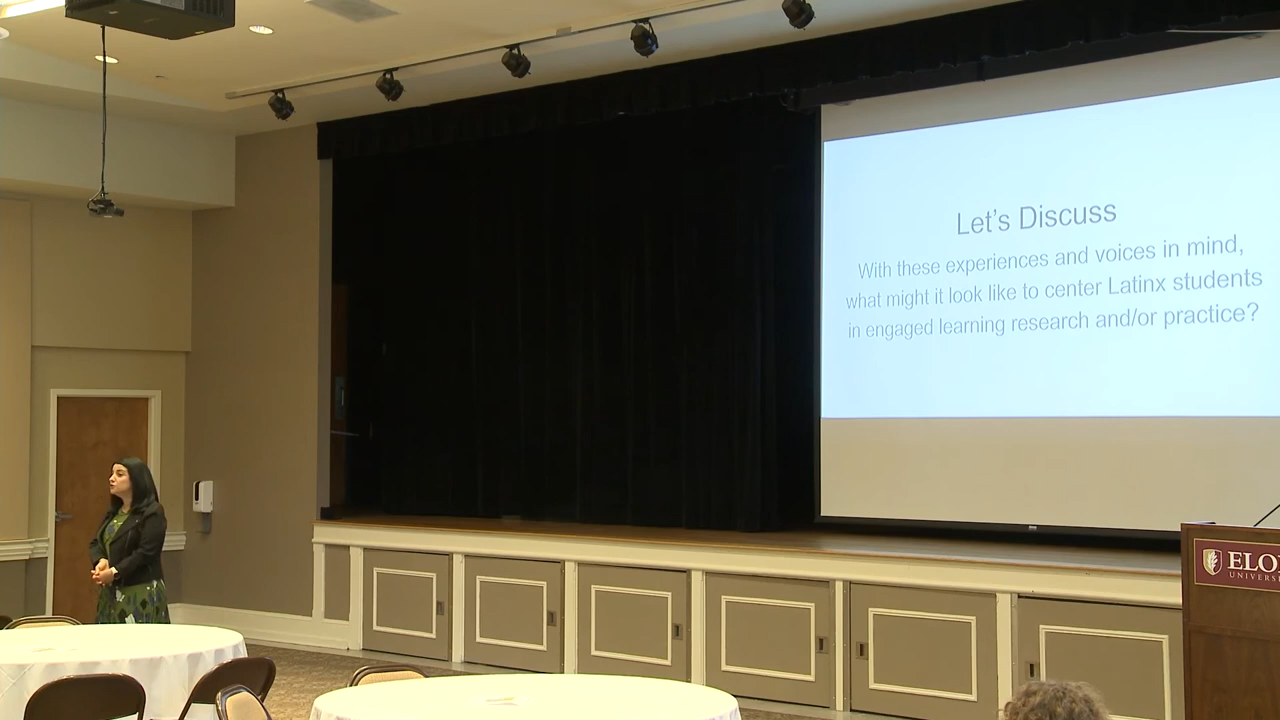 Let's Discuss
With these experiences and voices in mind,
what might it look like to center Latinx students
in engaged learning research and/or practice?
ELO
UNIVERS